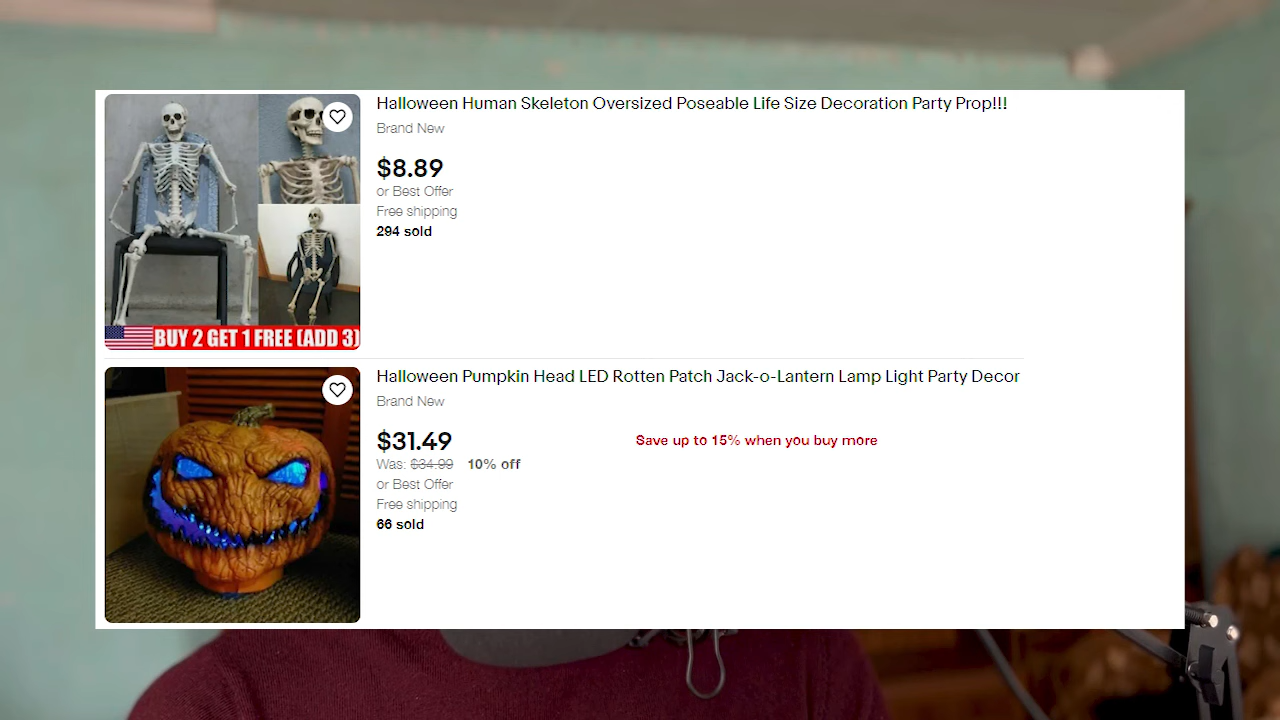 Halloween Human Skeleton Oversized Poseable Life Size Decoration Party Prop!!!
Brand New
$8.89
or Best Offer
Free shipping
294 sold
BUY 2 GET 1 FREE (ADD 3)
Halloween Pumpkin Head LED Rotten Patch Jack-o-Lantern Lamp Light Party Decor
Brand New
$31.49
Save up to 15% when you buy more
Was: $34.99 10% off
or Best Offer
Free shipping
66 sold